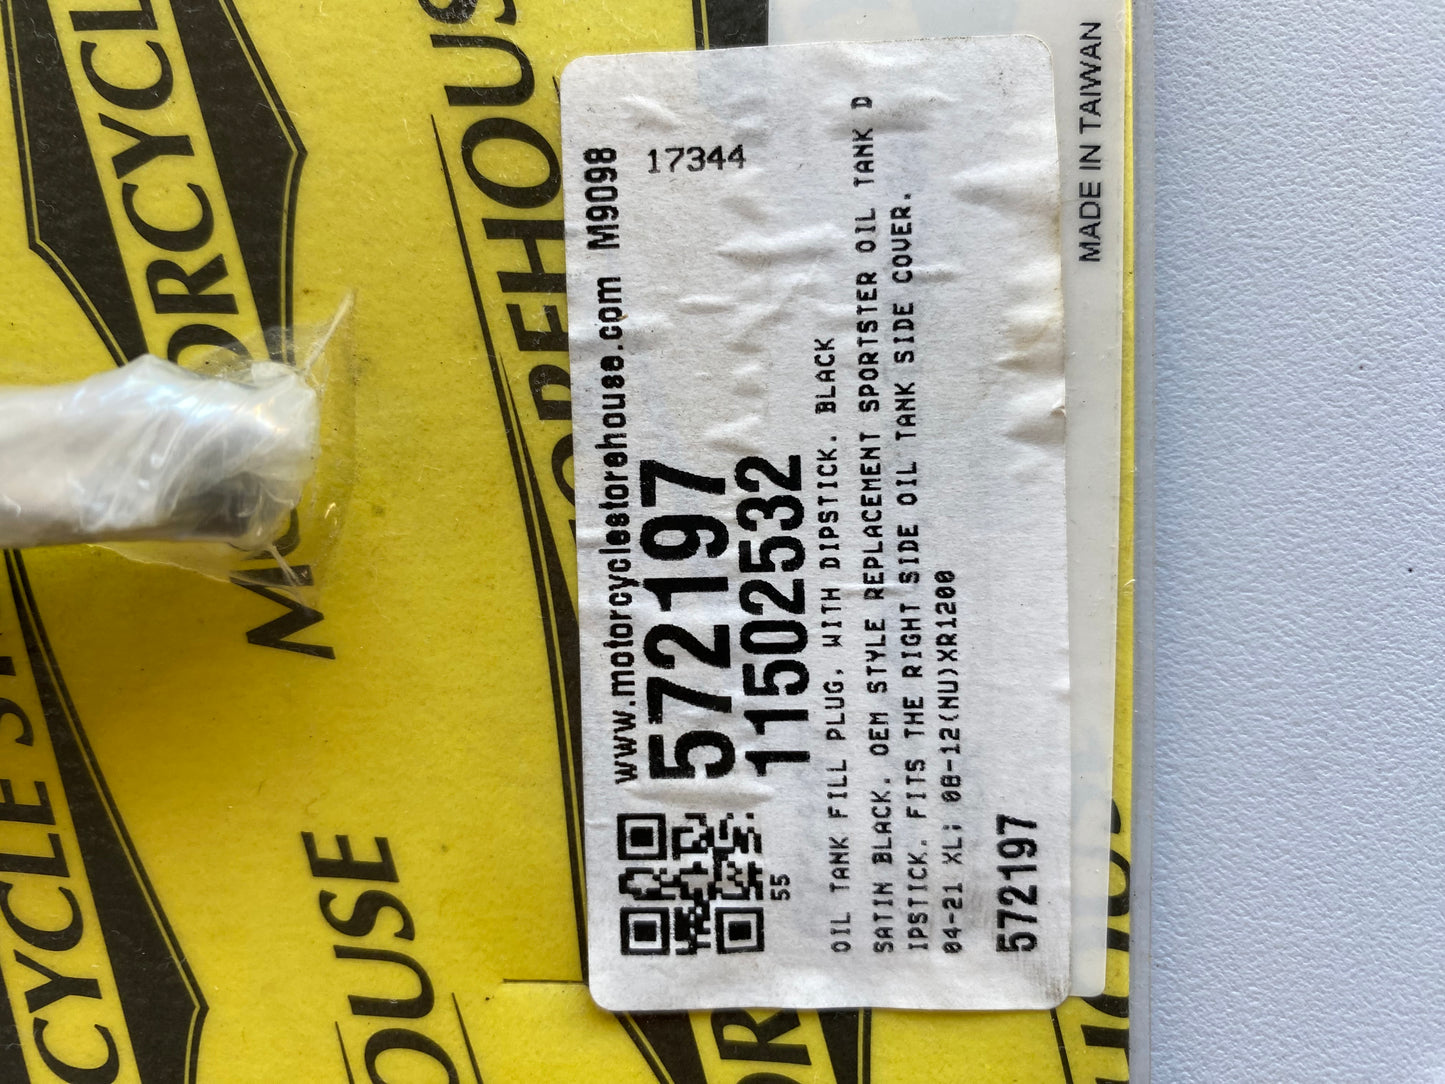 www.motorcyclestorehouse.com M9098
572197
17344
11502532
55
OIL TANK FILL PLUG, WITH DIPSTICK. BLACK
SATIN BLACK. OEM STYLE REPLACEMENT SPORTSTER OIL TANK D
IPSTICK. FITS THE RIGHT SIDE OIL TANK SIDE COVER.
04-21 XL; 08-12(NU)XR1200
572197
MADE IN TAIWAN